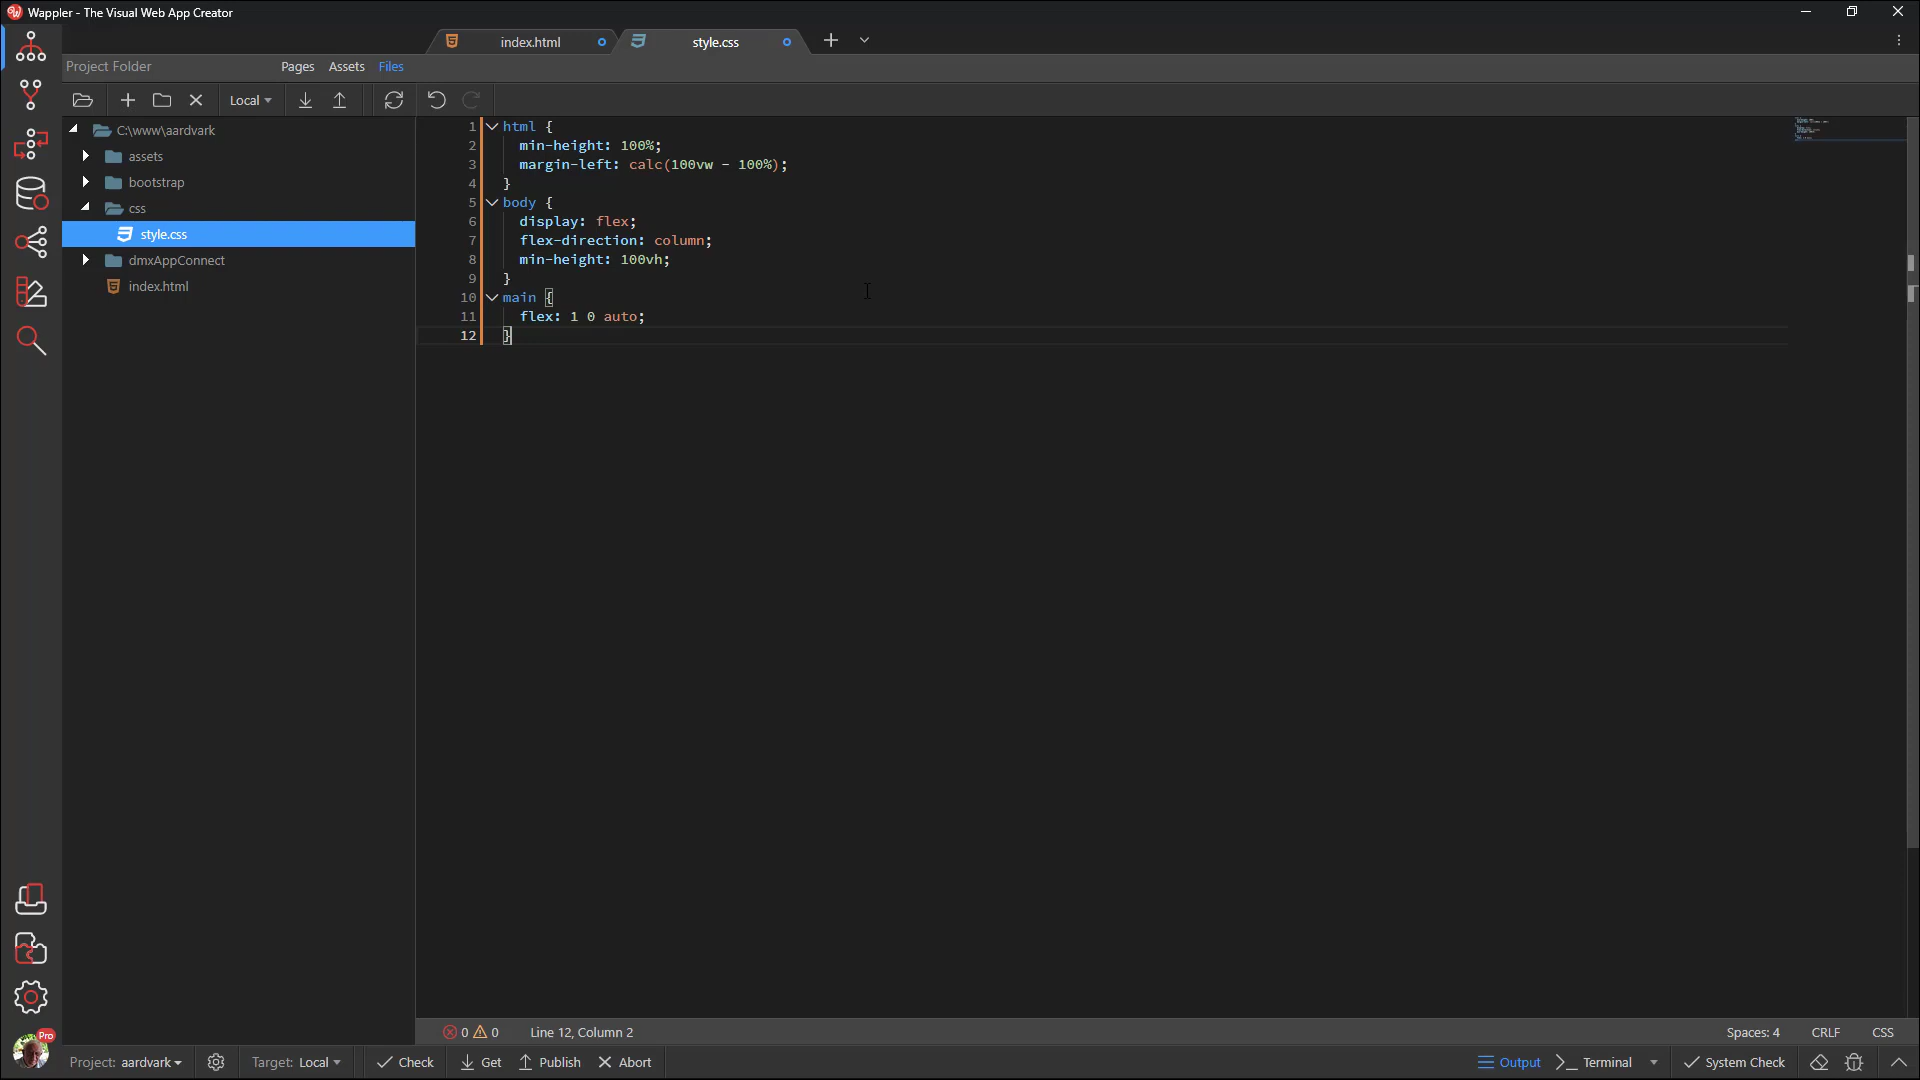 Wappler - The Visual Web App Creator
index.html
style.css
Project Folder
Pages
Assets
Files
Local
C:\www\aardvark
assets
bootstrap
css
style.css
dmxAppConnect
index.html
1 html {
2 min-height: 100%;
3 margin-left: calc(100vw - 100%);
4 }
5 body {
6 display: flex;
7 flex-direction: column;
8 min-height: 100vh;
9 }
10 main {
11 flex: 1 0 auto;
12 }
0
0
Line 12, Column 2
Spaces: 4
CRLF
CSS
Pro
Project: aardvark
Target: Local
Check
Get
Publish
Abort
Output
Terminal
System Check